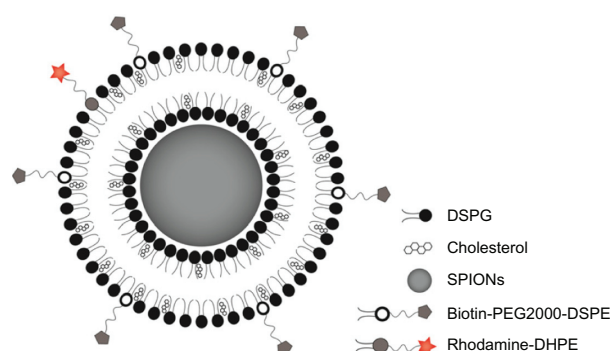 DSPG
Cholesterol
SPIONs
Biotin-PEG2000-DSPE
Rhodamine-DHPE